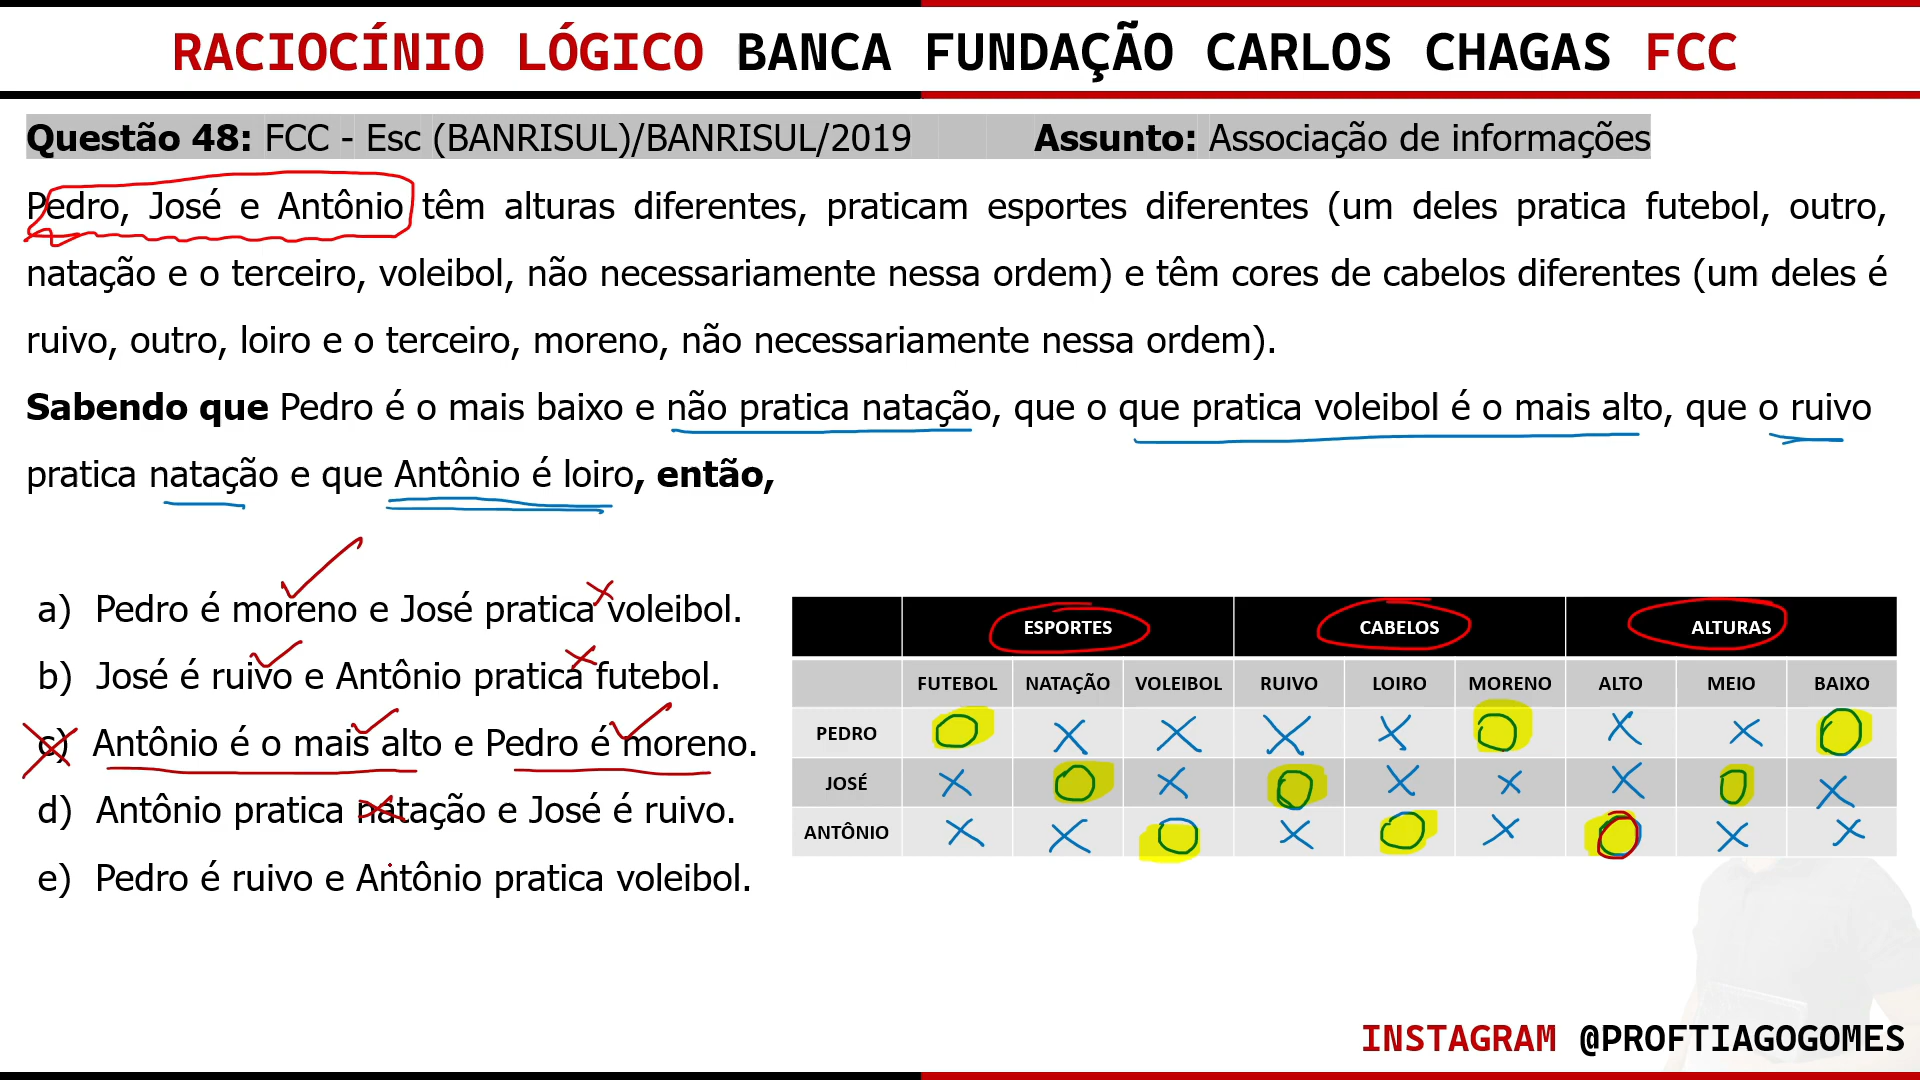 RACIOCÍNIO LÓGICO BANCA FUNDAÇÃO CARLOS CHAGAS FCC
Questão 48: FCC - Esc (BANRISUL)/BANRISUL/2019 Assunto: Associação de informações
Pedro, José e Antônio têm alturas diferentes, praticam esportes diferentes (um deles pratica futebol, outro,
natação e o terceiro, voleibol, não necessariamente nessa ordem) e têm cores de cabelos diferentes (um deles é
ruivo, outro, loiro e o terceiro, moreno, não necessariamente nessa ordem).
Sabendo que Pedro é o mais baixo e não pratica natação, que o que pratica voleibol é o mais alto, que o ruivo
pratica natação e que Antônio é loiro, então,
a) Pedro é moreno e José pratica voleibol.
b) José é ruivo e Antônio pratica futebol.
c) Antônio é o mais alto e Pedro é moreno.
d) Antônio pratica natação e José é ruivo.
e) Pedro é ruivo e Antônio pratica voleibol.
ESPORTES CABELOS ALTURAS
FUTEBOL NATAÇÃO VOLEIBOL RUIVO LOIRO MORENO ALTO MEIO BAIXO
PEDRO
JOSÉ
ANTÔNIO
INSTAGRAM @PROFTIAGOGOMES